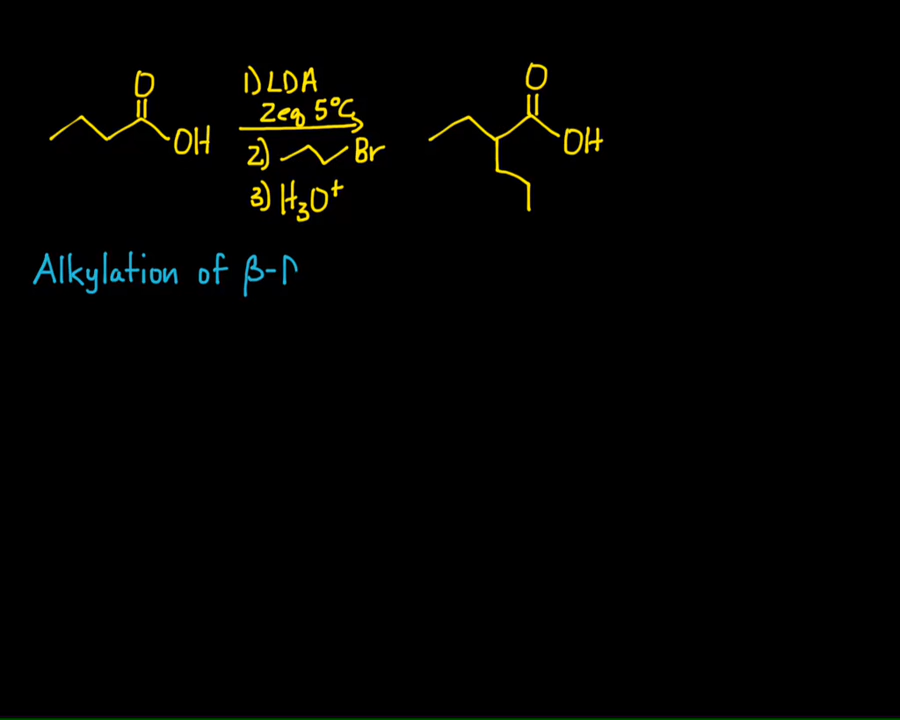 O
OH
1) LDA
2eq 5°C
2) Br
3) H₃O⁺
O
OH
Alkylation of β-